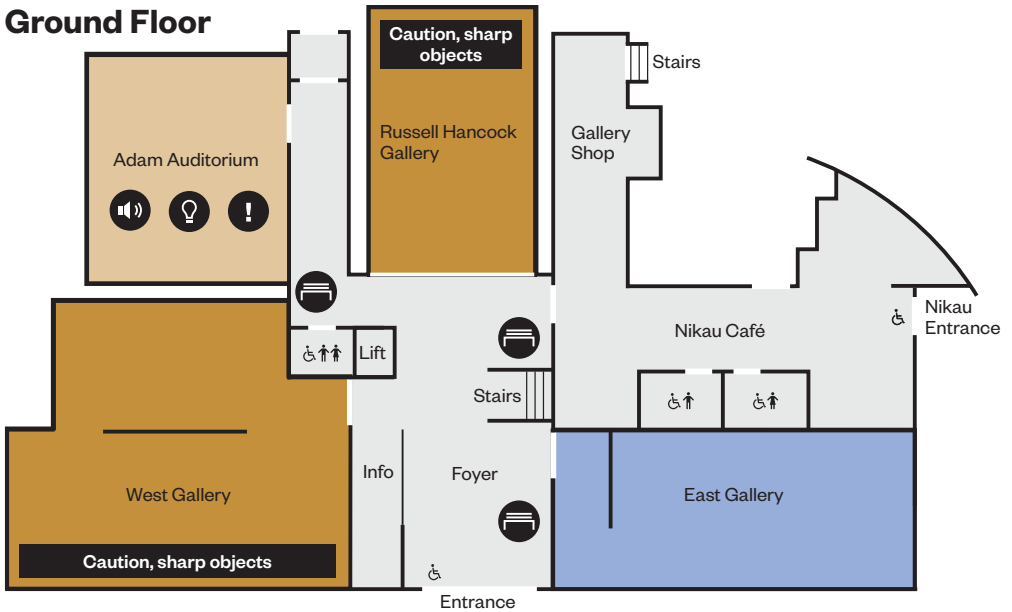 Ground Floor
Caution, sharp
objects
Stairs
Russell Hancock
Gallery
Gallery
Shop
Adam Auditorium
!
Nikau
Entrance
Nikau Café
Lift
Stairs
Info
Foyer
West Gallery
East Gallery
Caution, sharp objects
Entrance